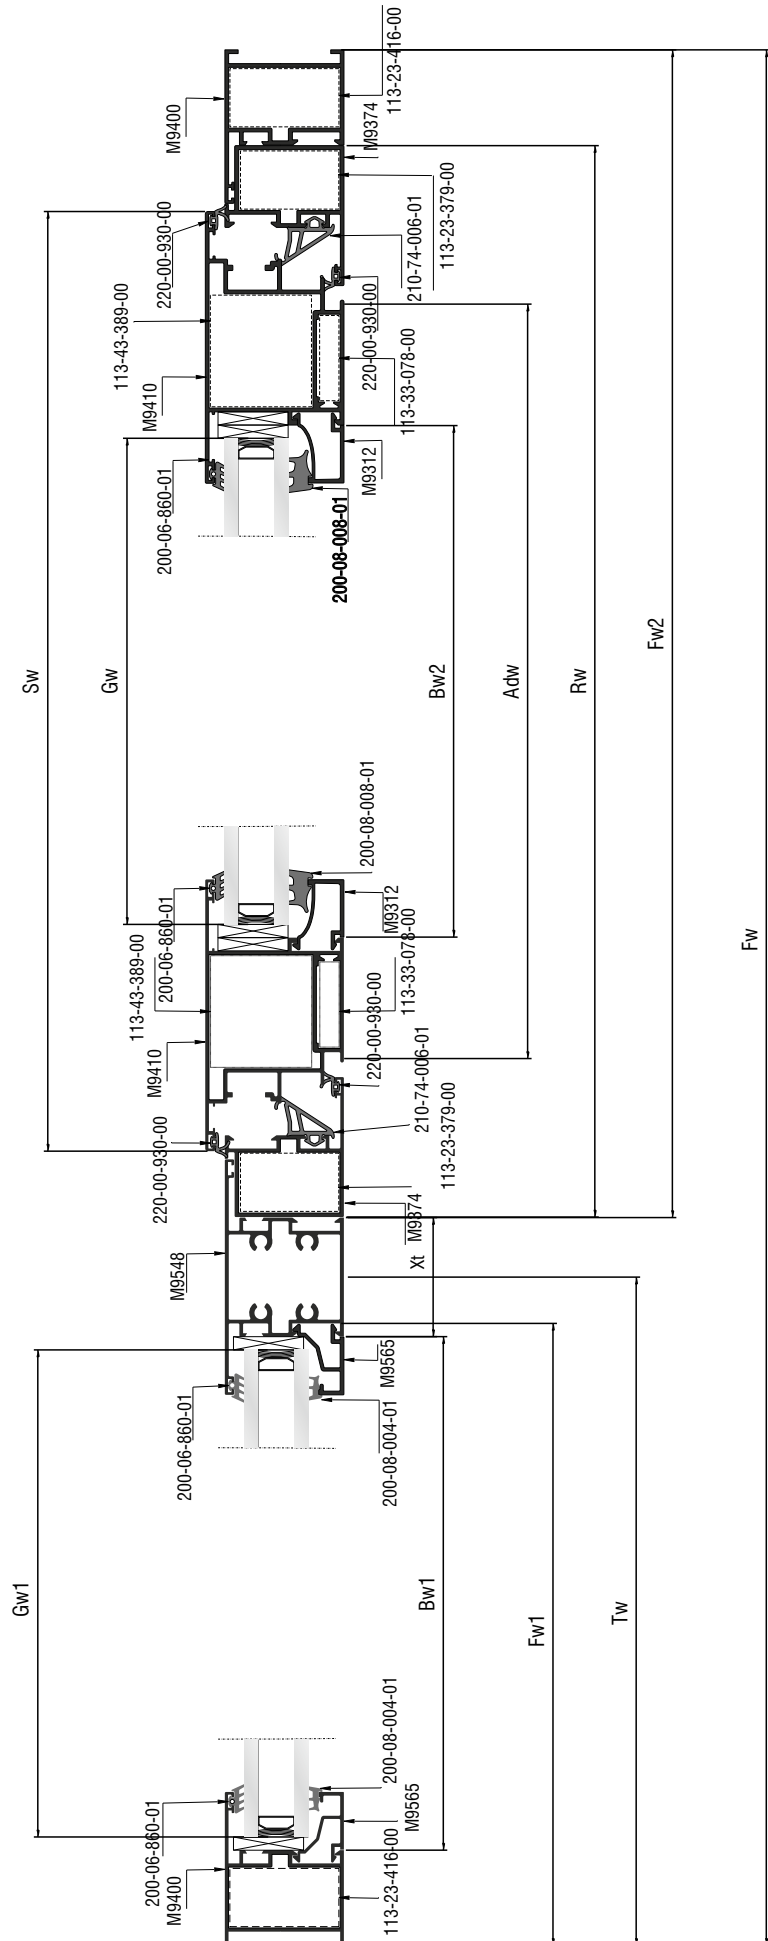 113-23-416-00
M9400
M9374
113-23-379-00
220-00-930-00
210-74-006-01
113-43-389-00
220-00-930-00
M9410
113-33-078-00
M9312
200-06-860-01
200-08-008-01
Sw
Gw
Bw2
Adw
Rw
Fw2
Fw
200-08-008-01
M9312
200-06-860-01
113-43-389-00
113-33-078-00
M9410
220-00-930-00
210-74-006-01
220-00-930-00
113-23-379-00
M9374
M9548
Xt
M9565
200-06-860-01
200-08-004-01
Gw1
Bw1
Fw1
Tw
200-08-004-01
M9565
200-06-860-01
M9400
113-23-416-00